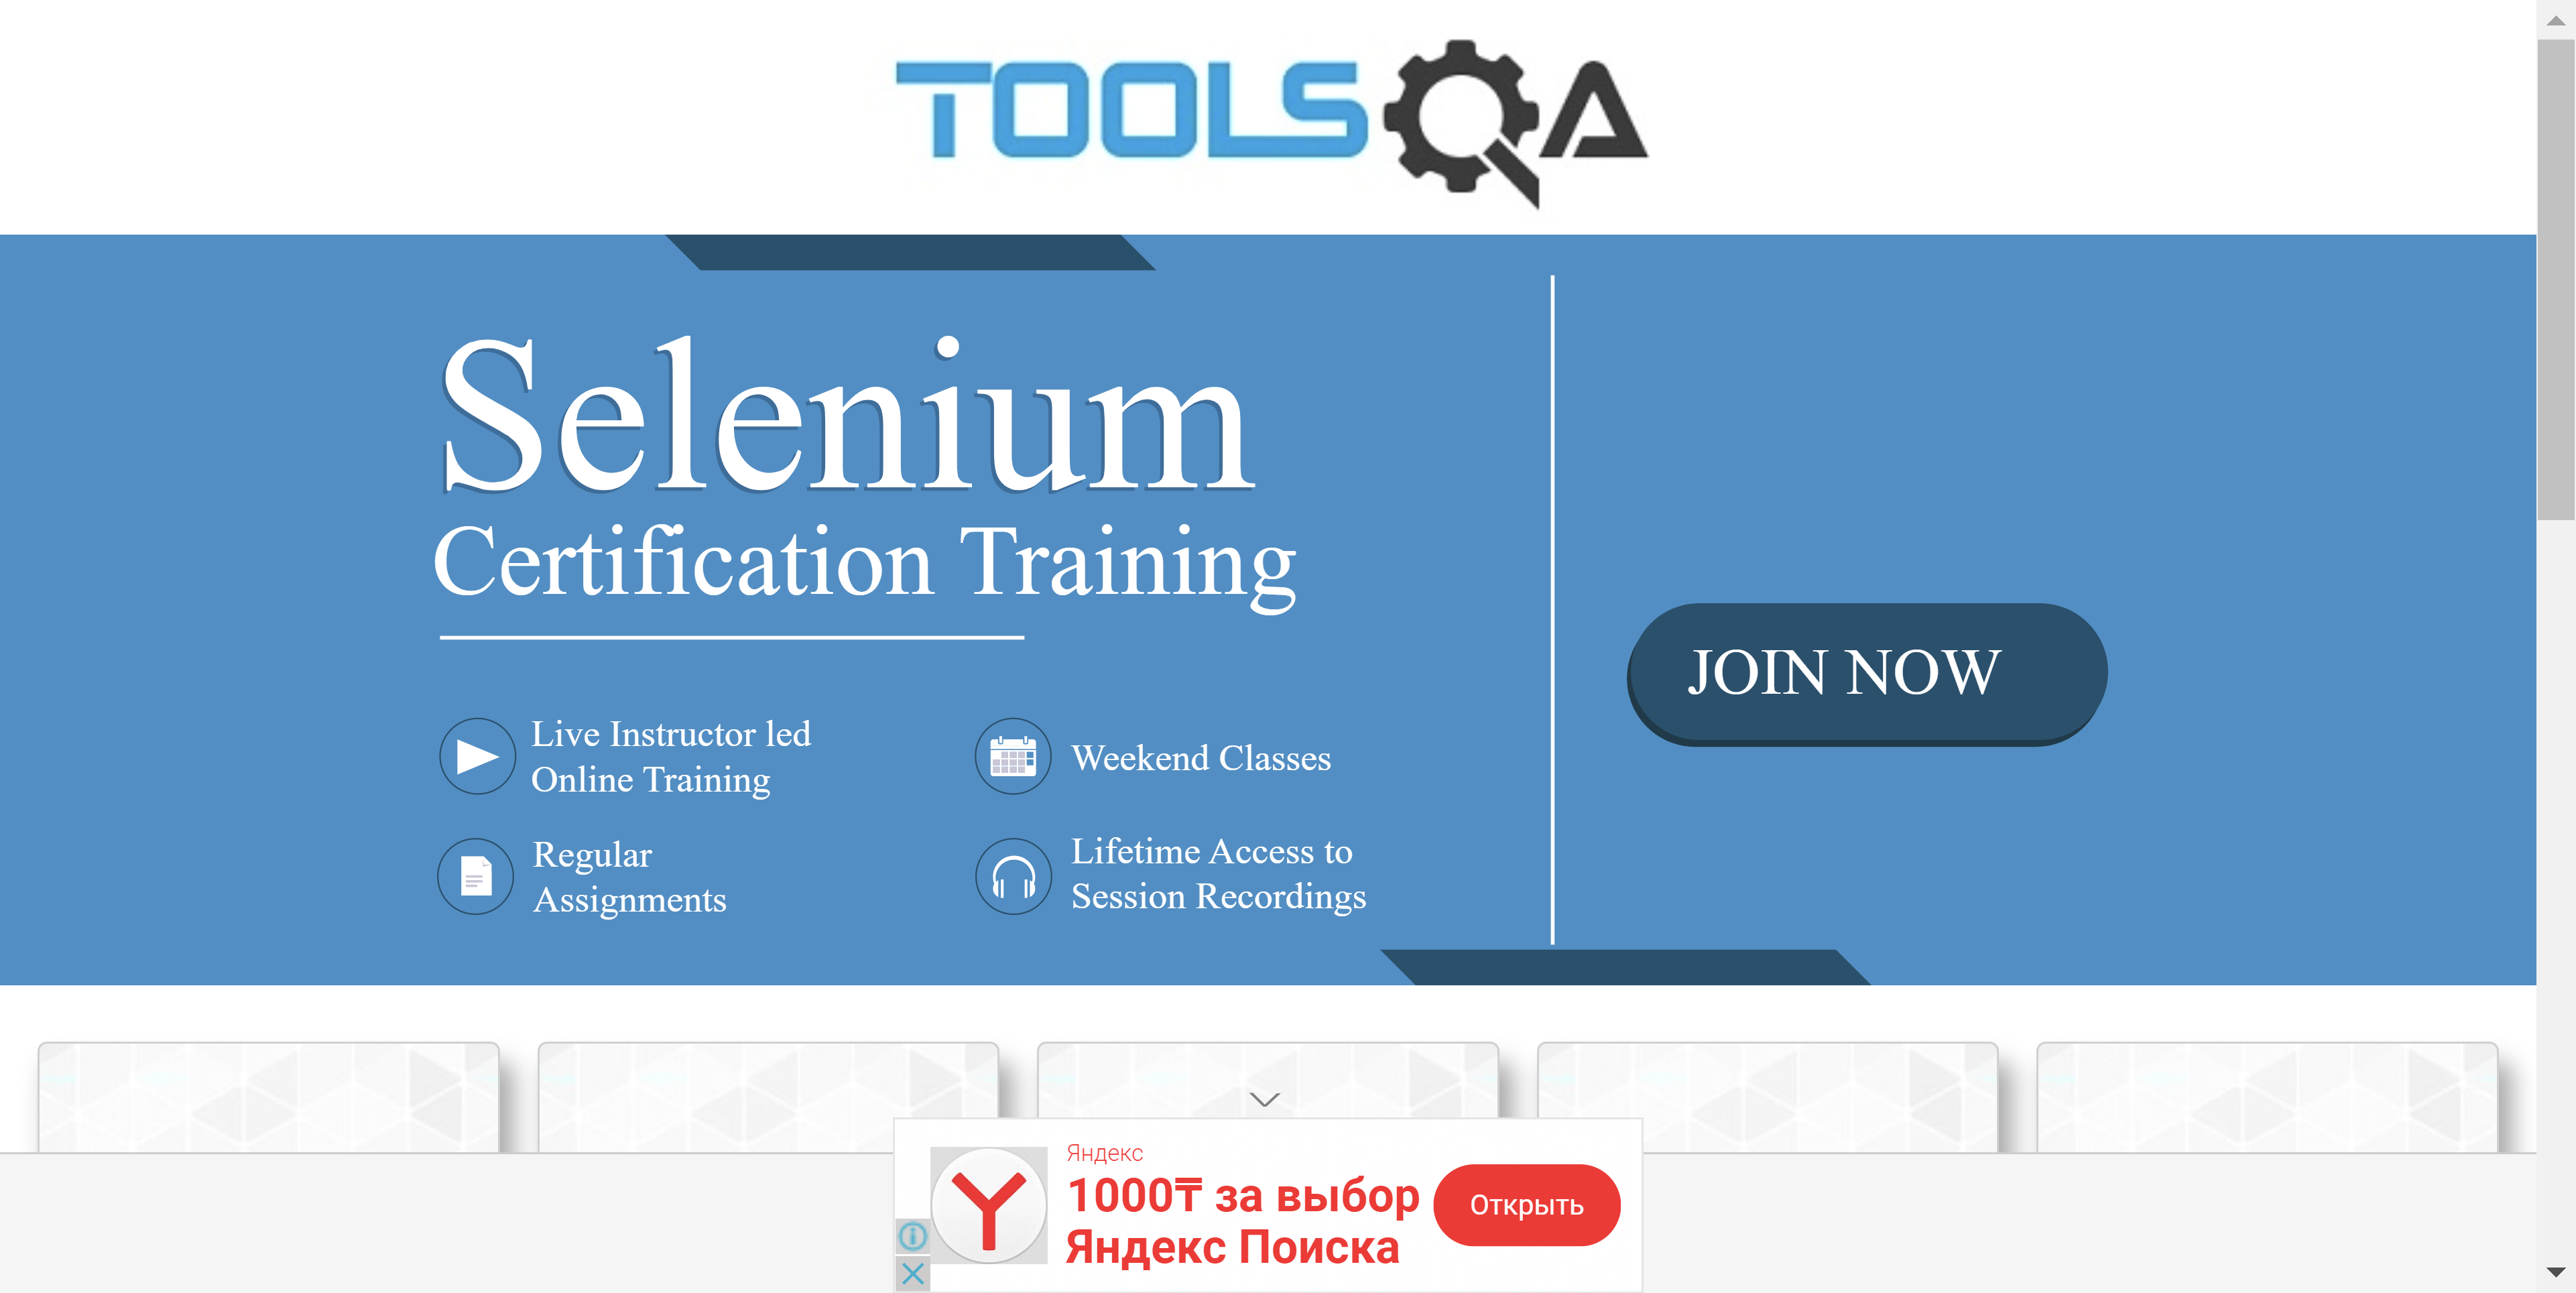 TOOLSQA
Selenium
Certification Training
JOIN NOW
Live Instructor led
Online Training
Weekend Classes
Regular
Assignments
Lifetime Access to
Session Recordings
Яндекс
1000₸ за выбор
Яндекс Поиска
Открыть